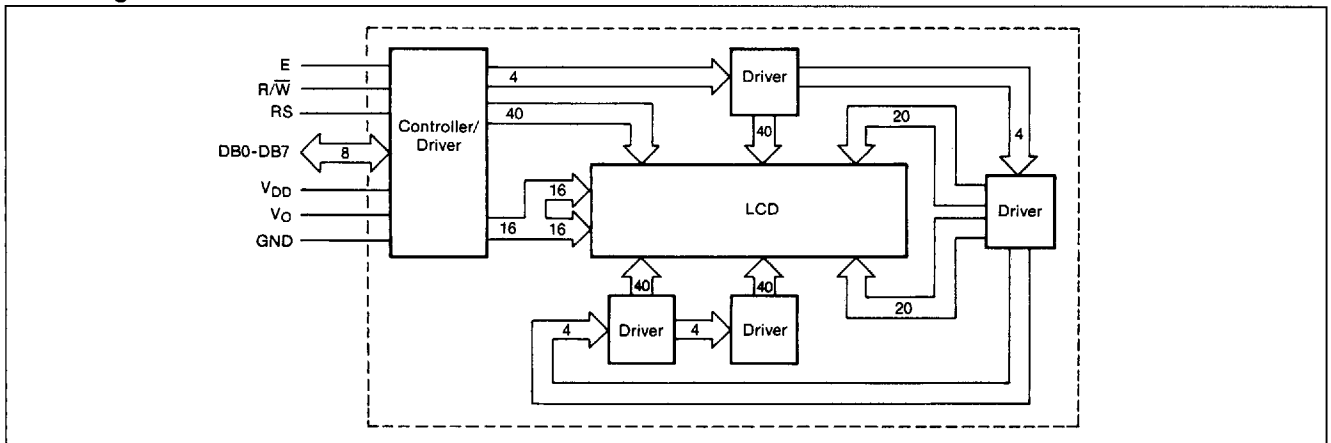 E
R/W̅
RS
DB0-DB7
8
VDD
VO
GND
Controller/
Driver
4
40
16
16
16
Driver
40
20
4
LCD
Driver
20
40
40
4
Driver
4
Driver